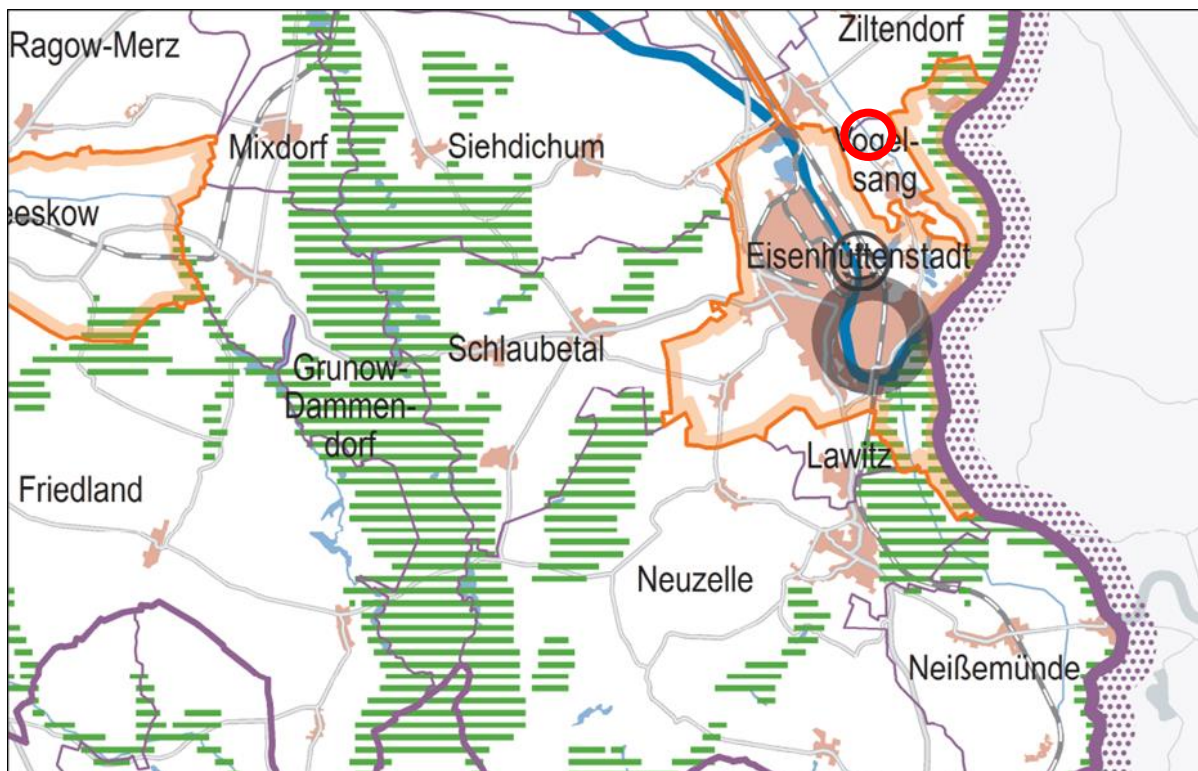 Ziltendorf
Ragow-Merz
Mixdorf
Siehdichum
Vogel-
sang
eeskow
Eisenhüttenstadt
Schlaubetal
Grunow-
Dammen-
dorf
Lawitz
Friedland
Neuzelle
Neißemünde